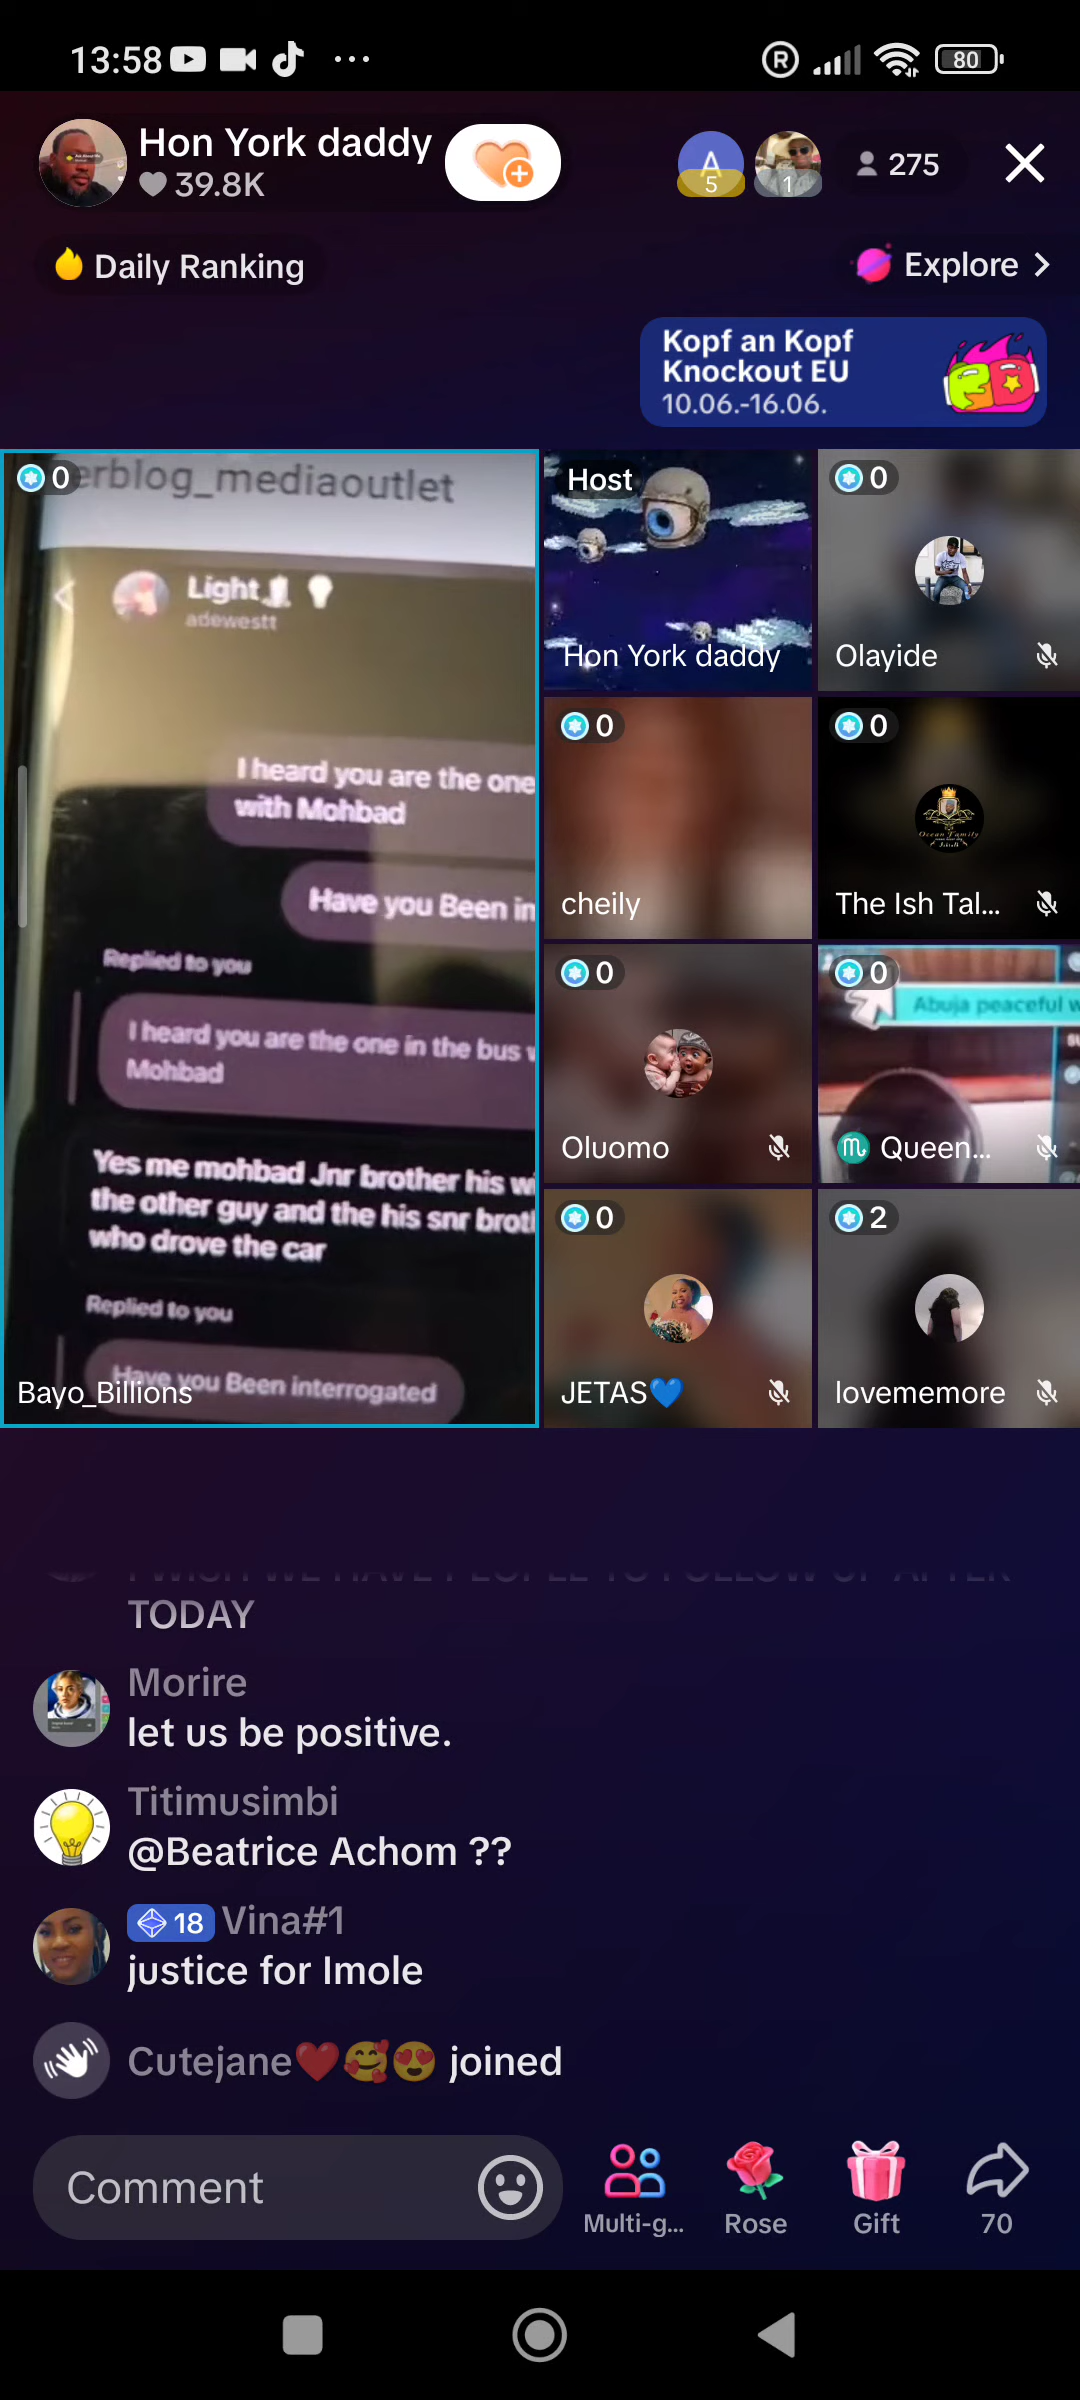 13:58
R
80
Hon York daddy
39.8K
A
5
1
275
Daily Ranking
Explore
Kopf an Kopf
Knockout EU
10.06.-16.06.
0
erblog_mediaoutlet
Light
adewestt
I heard you are the one
with Mohbad
Have you Been in
Replied to you
I heard you are the one in the bus
Mohbad
Yes me mohbad Jnr brother his wi
the other guy and the his snr brot
who drove the car
Replied to you
Have you Been interrogated
Bayo_Billions
Host
Hon York daddy
0
Olayide
0
cheily
0
Ocean Family
The Ish Tal...
0
Oluomo
0
Abuja peaceful w
Queen...
0
JETAS💙
2
lovememore
TODAY
Morire
let us be positive.
Titimusimbi
@Beatrice Achom ??
18 Vina#1
justice for Imole
Cutejane❤️🥰😍 joined
Comment
Multi-g...
Rose
Gift
70